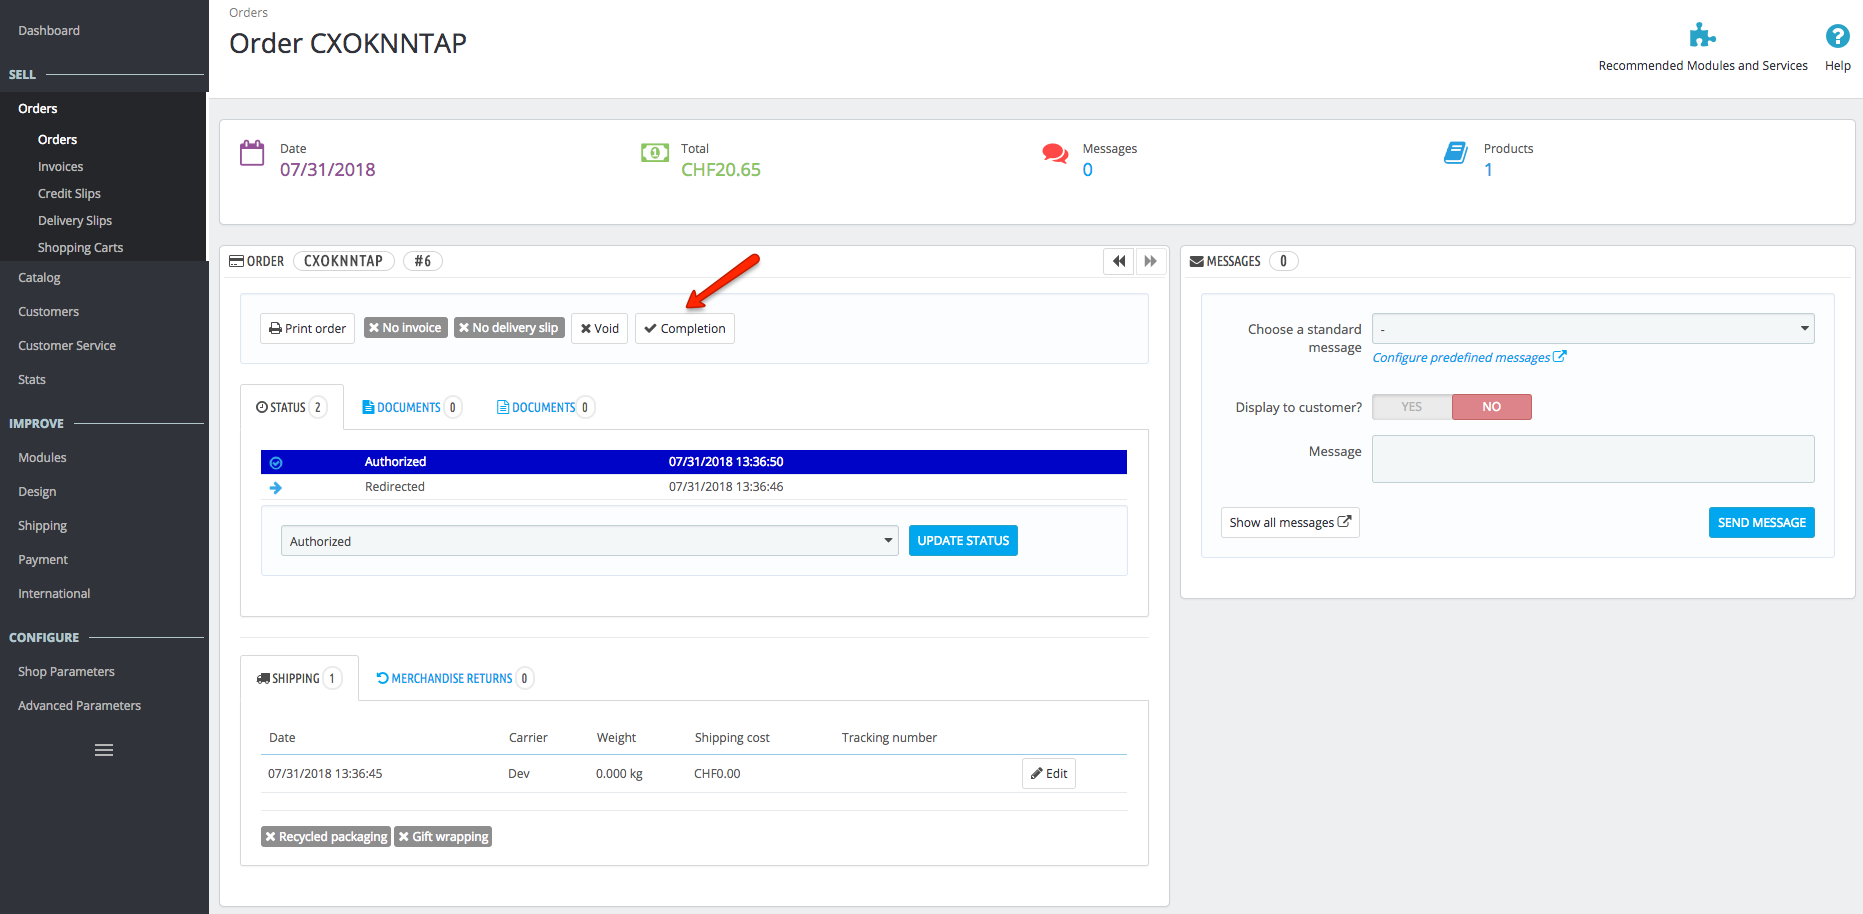 Dashboard
SELL
Orders
Orders
Invoices
Credit Slips
Delivery Slips
Shopping Carts
Catalog
Customers
Customer Service
Stats
IMPROVE
Modules
Design
Shipping
Payment
International
CONFIGURE
Shop Parameters
Advanced Parameters
Orders
Order CXOKNNTAP
Recommended Modules and Services
Help
Date
07/31/2018
Total
CHF20.65
Messages
0
Products
1
ORDER CXOKNNTAP #6
Print order No invoice No delivery slip Void Completion
STATUS 2 DOCUMENTS 0 DOCUMENTS 0
Authorized 07/31/2018 13:36:50
Redirected 07/31/2018 13:36:46
Authorized UPDATE STATUS
SHIPPING 1 MERCHANDISE RETURNS 0
Date Carrier Weight Shipping cost Tracking number
07/31/2018 13:36:45 Dev 0.000 kg CHF0.00 Edit
Recycled packaging Gift wrapping
MESSAGES 0
Choose a standard message -
Configure predefined messages
Display to customer? YES NO
Message
Show all messages SEND MESSAGE